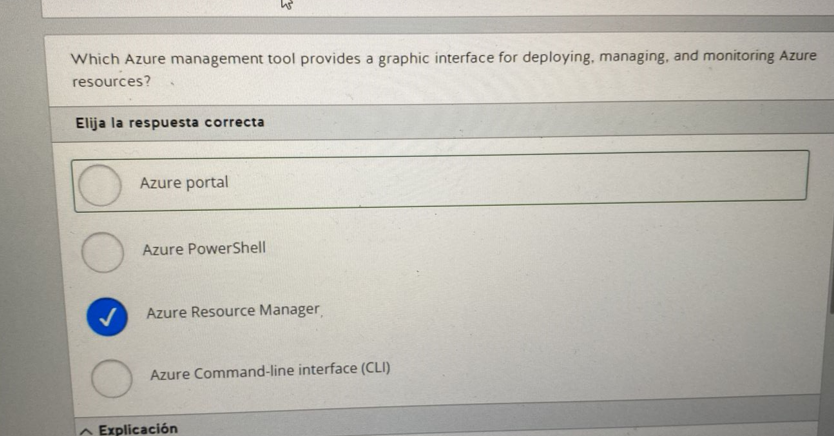 Which Azure management tool provides a graphic interface for deploying, managing, and monitoring Azure
resources?
Elija la respuesta correcta
Azure portal
Azure PowerShell
Azure Resource Manager
Azure Command-line interface (CLI)
Explicación